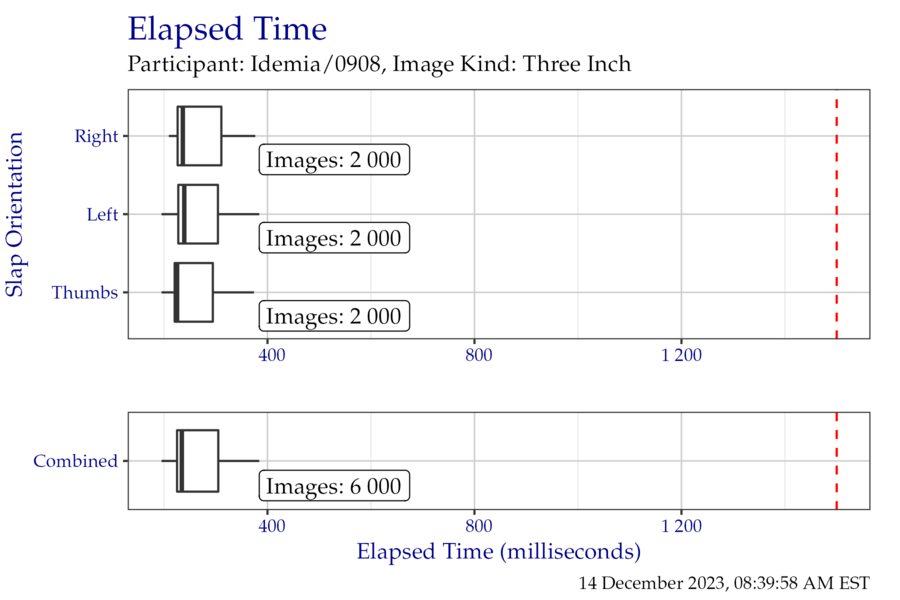 Elapsed Time
Participant: Idemia/0908, Image Kind: Three Inch
Slap Orientation
Right
Images: 2 000
Left
Images: 2 000
Thumbs
Images: 2 000
400 800 1 200
Combined
Images: 6 000
400 800 1 200
Elapsed Time (milliseconds)
14 December 2023, 08:39:58 AM EST